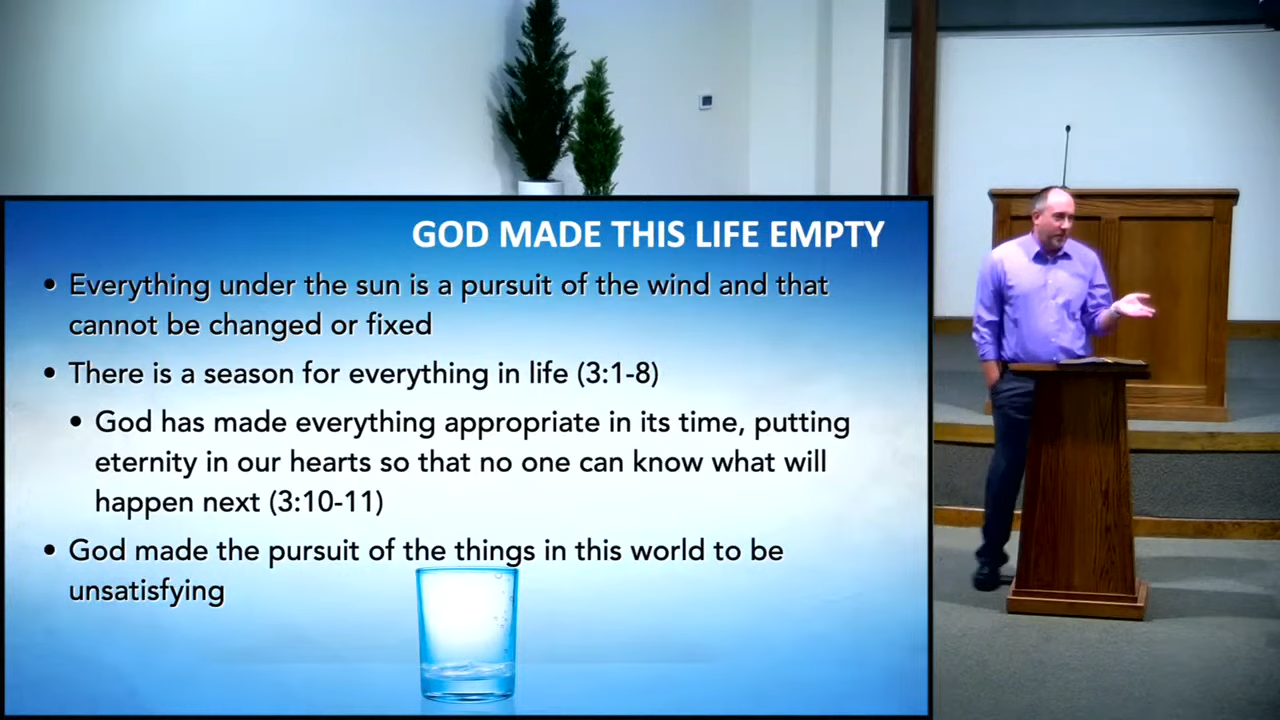 GOD MADE THIS LIFE EMPTY
• Everything under the sun is a pursuit of the wind and that
cannot be changed or fixed
• There is a season for everything in life (3:1-8)
• God has made everything appropriate in its time, putting
eternity in our hearts so that no one can know what will
happen next (3:10-11)
• God made the pursuit of the things in this world to be
unsatisfying